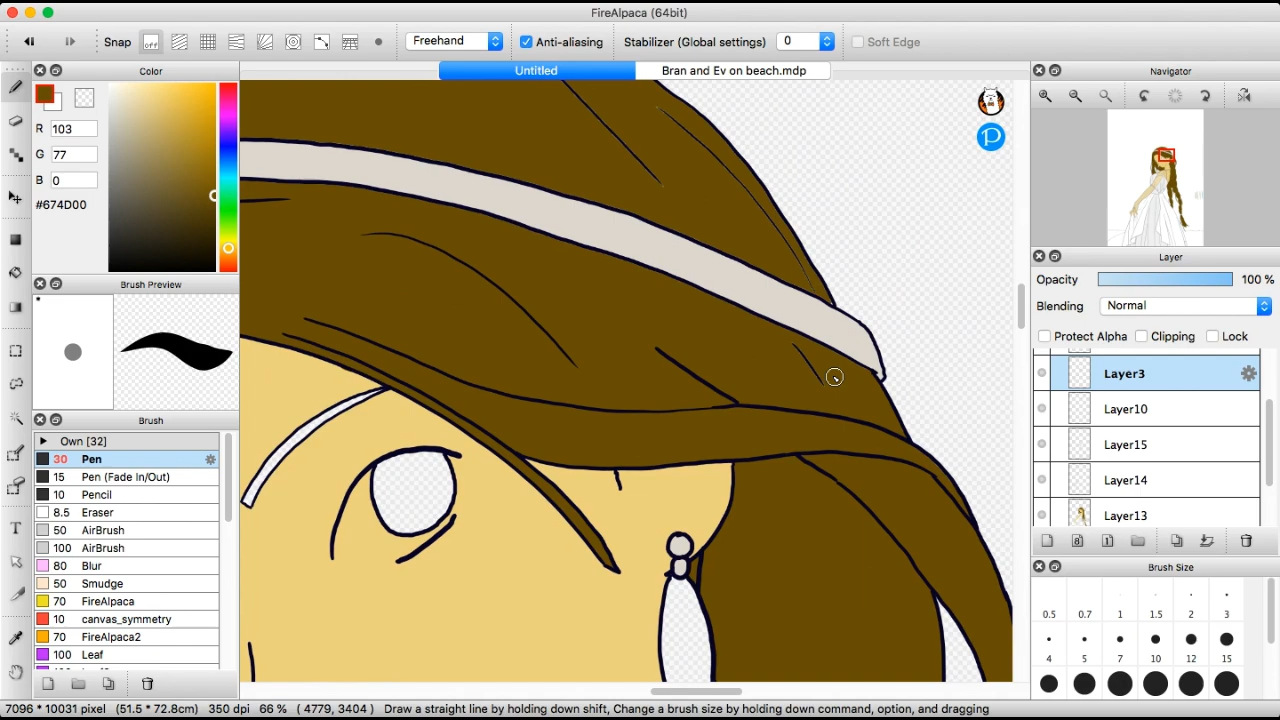 FireAlpaca (64bit)
Snap off Freehand Anti-aliasing Stabilizer (Global settings) 0 Soft Edge
Color
Untitled
Bran and Ev on beach.mdp
Navigator
R 103
G 77
B 0
#674D00
Brush Preview
Brush
Own [32]
30 Pen
15 Pen (Fade In/Out)
10 Pencil
8.5 Eraser
50 AirBrush
100 AirBrush
80 Blur
50 Smudge
70 FireAlpaca
10 canvas_symmetry
70 FireAlpaca2
100 Leaf
Layer
Opacity 100 %
Blending Normal
Protect Alpha Clipping Lock
Layer3
Layer10
Layer15
Layer14
Layer13
Brush Size
0.5 0.7 1 1.5 2 3
4 5 7 10 12 15
7096 * 10031 pixel (51.5 * 72.8cm) 350 dpi 66 % ( 4779, 3404 ) Draw a straight line by holding down shift, Change a brush size by holding down command, option, and dragging